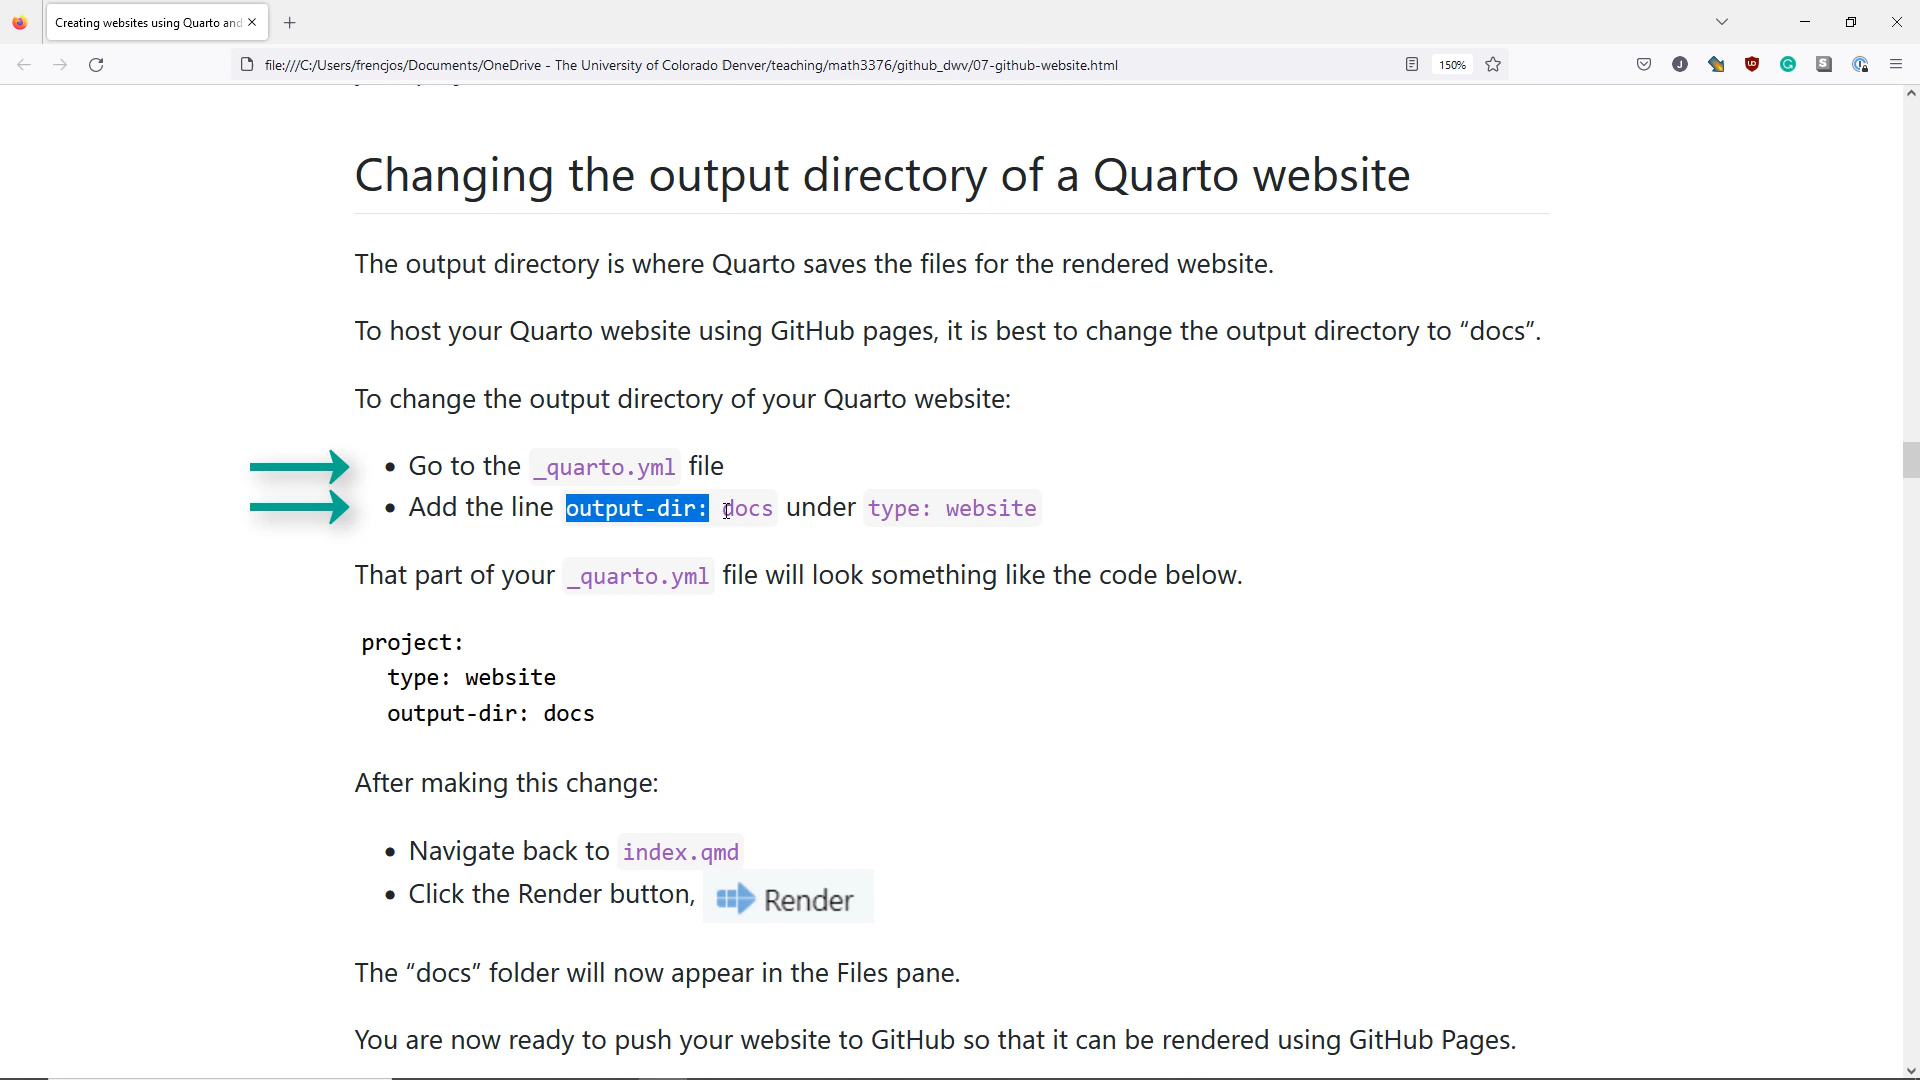 Creating websites using Quarto and
file:///C:/Users/frencjos/Documents/OneDrive - The University of Colorado Denver/teaching/math3376/github_dwv/07-github-website.html
150%
Changing the output directory of a Quarto website
The output directory is where Quarto saves the files for the rendered website.
To host your Quarto website using GitHub pages, it is best to change the output directory to “docs”.
To change the output directory of your Quarto website:
• Go to the _quarto.yml file
• Add the line output-dir: docs under type: website
That part of your _quarto.yml file will look something like the code below.
project:
type: website
output-dir: docs
After making this change:
• Navigate back to index.qmd
• Click the Render button, Render
The “docs” folder will now appear in the Files pane.
You are now ready to push your website to GitHub so that it can be rendered using GitHub Pages.